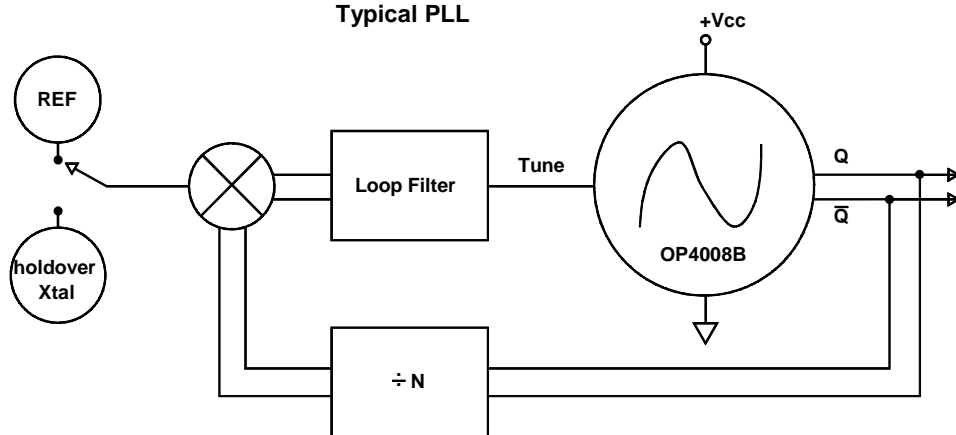 Typical PLL
+Vcc
REF
Loop Filter
Tune
Q
Q̅
OP4008B
holdover
Xtal
÷ N